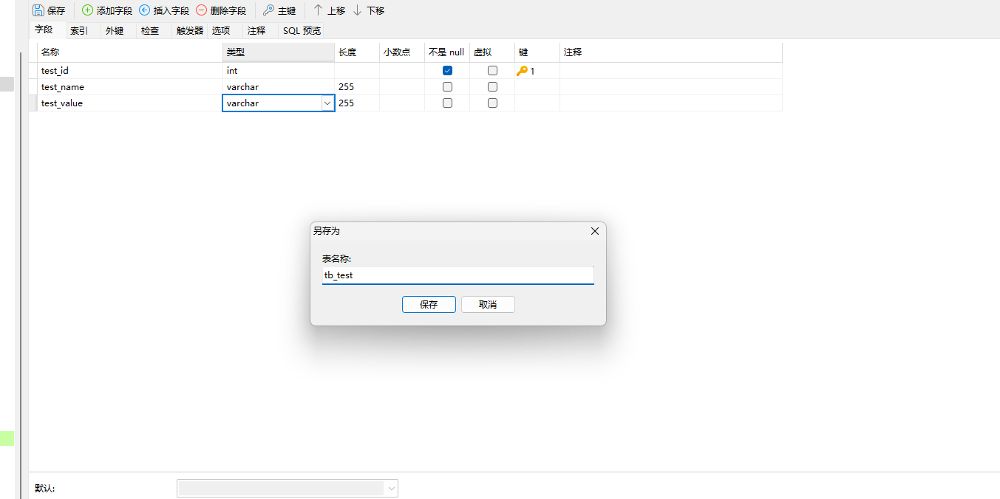 保存 添加字段 插入字段 删除字段 主键 上移 下移
字段 索引 外键 检查 触发器 选项 注释 SQL 预览
名称 类型 长度 小数点 不是 null 虚拟 键 注释
test_id int 1
test_name varchar 255
test_value varchar 255
另存为
表名称:
tb_test
保存 取消
默认: